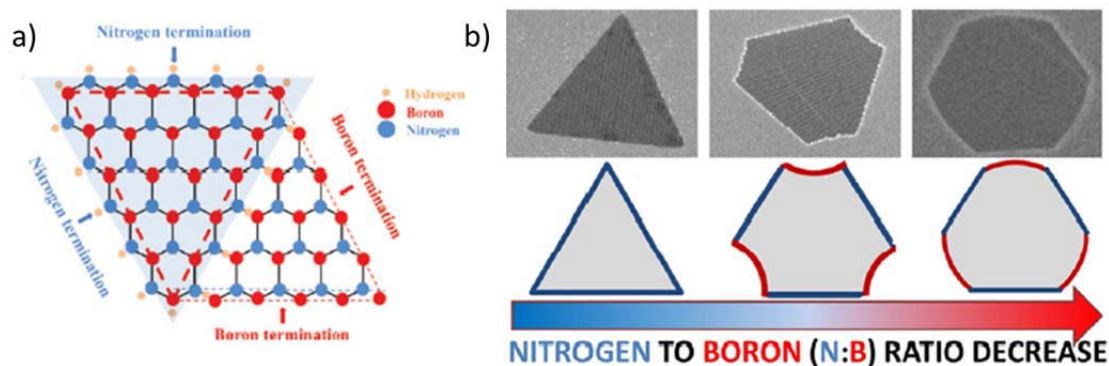 a)
Nitrogen termination
Hydrogen
Boron
Nitrogen
Boron termination
Nitrogen termination
Boron termination
b)
NITROGEN TO BORON (N:B) RATIO DECREASE